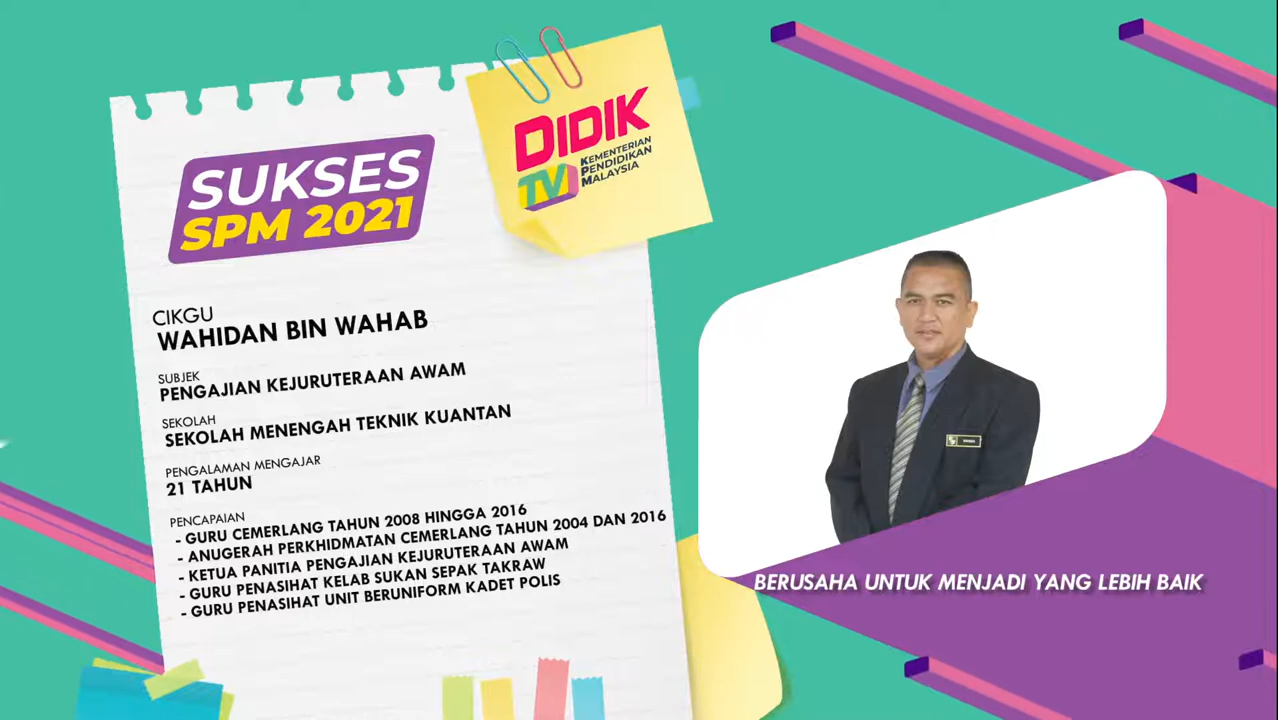 SUKSES
SPM 2021
DIDIK
TV
KEMENTERIAN
PENDIDIKAN
MALAYSIA
CIKGU
WAHIDAN BIN WAHAB
SUBJEK
PENGAJIAN KEJURUTERAAN AWAM
SEKOLAH
SEKOLAH MENENGAH TEKNIK KUANTAN
PENGALAMAN MENGAJAR
21 TAHUN
PENCAPAIAN
- GURU CEMERLANG TAHUN 2008 HINGGA 2016
- ANUGERAH PERKHIDMATAN CEMERLANG TAHUN 2004 DAN 2016
- KETUA PANITIA PENGAJIAN KEJURUTERAAN AWAM
- GURU PENASIHAT KELAB SUKAN SEPAK TAKRAW
- GURU PENASIHAT UNIT BERUNIFORM KADET POLIS
BERUSAHA UNTUK MENJADI YANG LEBIH BAIK